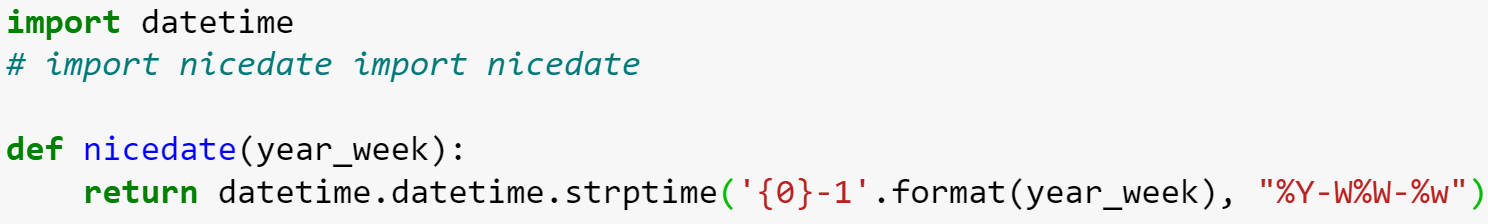 import datetime
# import nicedate import nicedate
def nicedate(year_week):
    return datetime.datetime.strptime('{0}-1'.format(year_week), "%Y-W%W-%w")